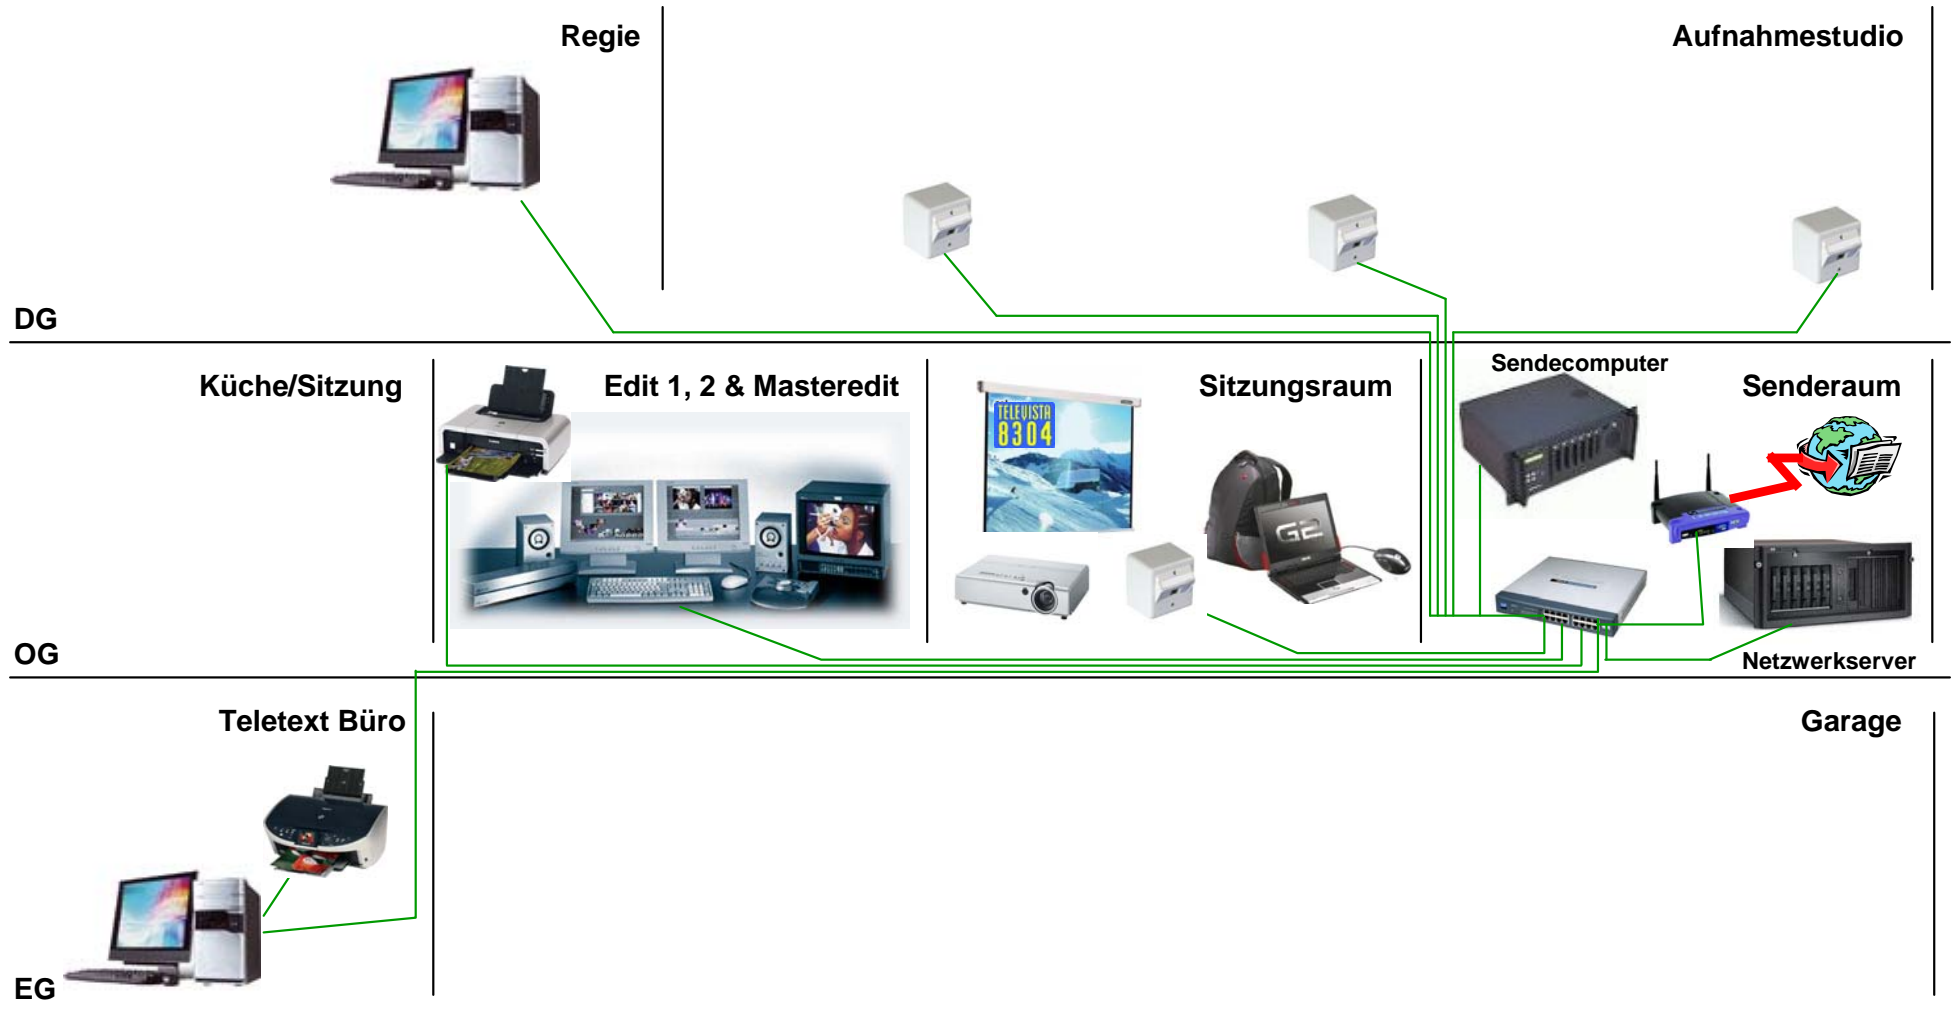 Regie
Aufnahmestudio
DG
Küche/Sitzung
Edit 1, 2 & Masteredit
Sitzungsraum
Sendecomputer
Senderaum
TELEVISTA
8304
G2
OG
Netzwerkserver
Teletext Büro
Garage
EG